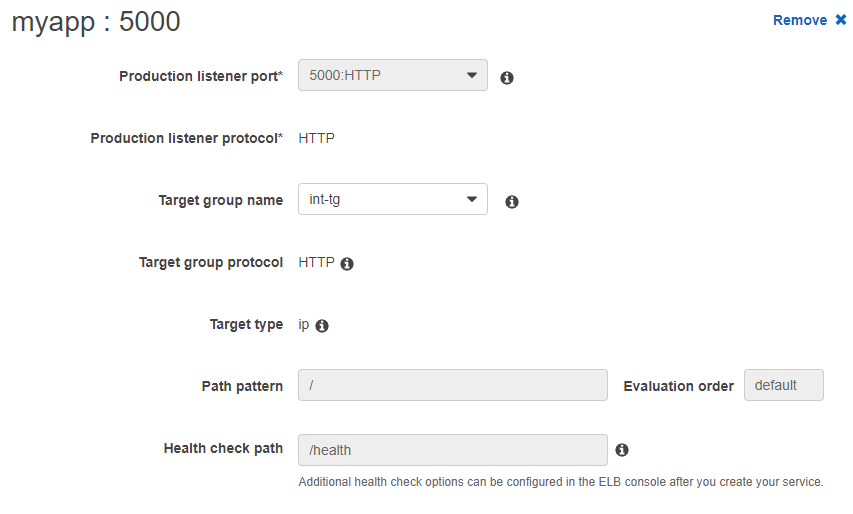 myapp : 5000
Remove ✖
Production listener port* 5000:HTTP
Production listener protocol* HTTP
Target group name int-tg
Target group protocol HTTP
Target type ip
Path pattern / Evaluation order default
Health check path /health
Additional health check options can be configured in the ELB console after you create your service.